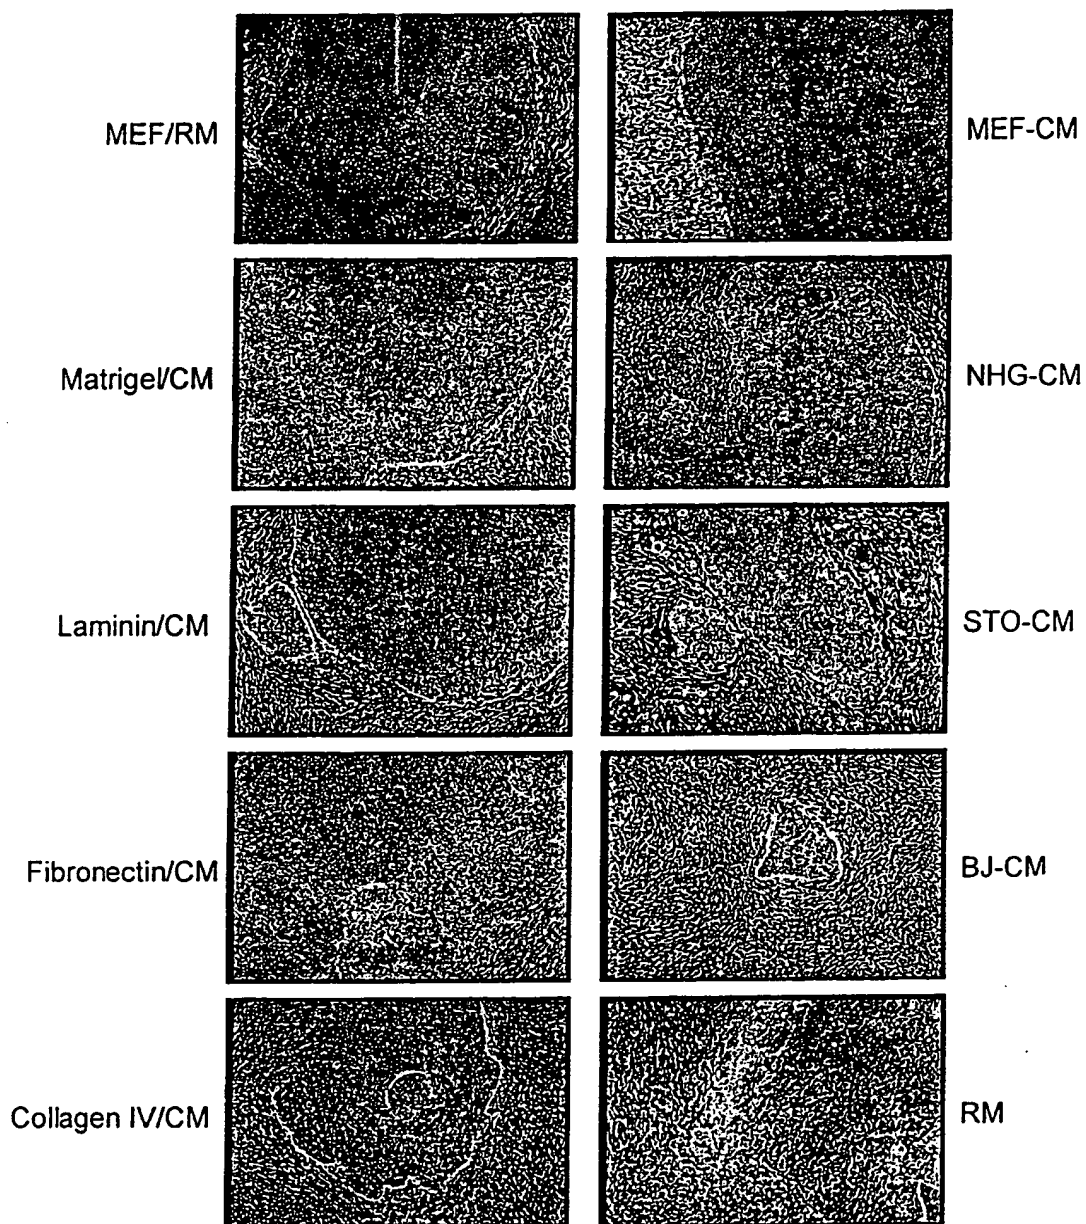 MEF/RM
MEF-CM
Matrigel/CM
NHG-CM
Laminin/CM
STO-CM
Fibronectin/CM
BJ-CM
Collagen IV/CM
RM